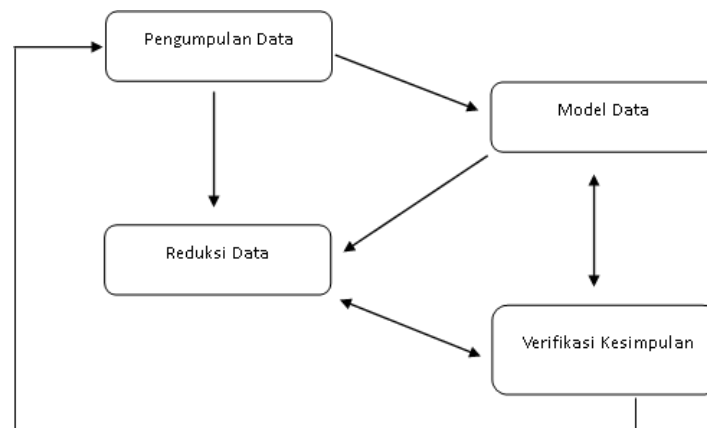 Pengumpulan Data
Model Data
Reduksi Data
Verifikasi Kesimpulan